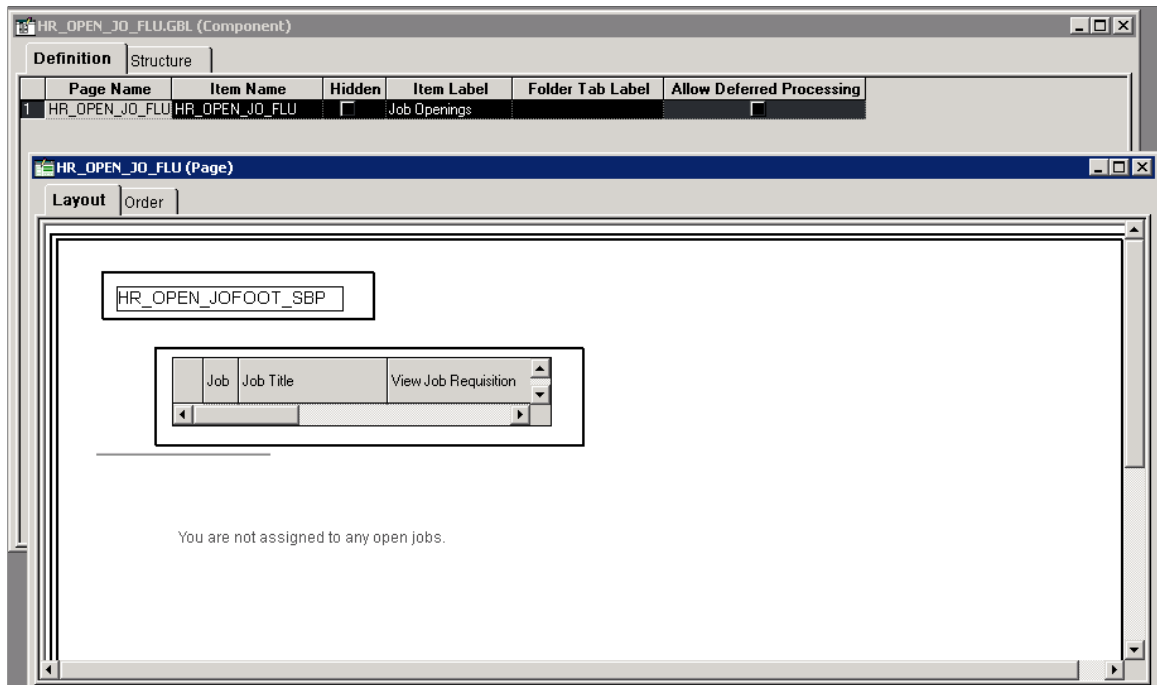 HR_OPEN_JO_FLU.GBL (Component)
Definition Structure
Page Name Item Name Hidden Item Label Folder Tab Label Allow Deferred Processing
1 HR_OPEN_JO_FLU HR_OPEN_JO_FLU Job Openings
HR_OPEN_JO_FLU (Page)
Layout Order
HR_OPEN_JOFOOT_SBP
Job Job Title View Job Requisition
You are not assigned to any open jobs.